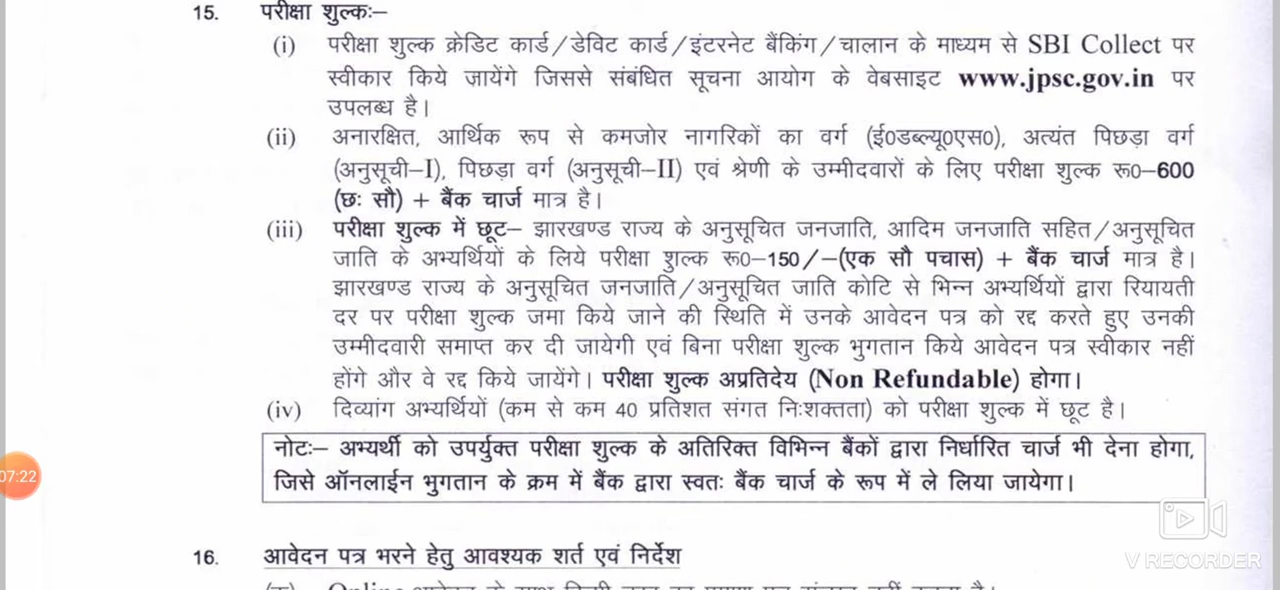 15. परीक्षा शुल्कः–
(i) परीक्षा शुल्क क्रेडिट कार्ड/डेविट कार्ड/इंटरनेट बैंकिंग/चालान के माध्यम से SBI Collect पर
स्वीकार किये जायेंगे जिससे संबंधित सूचना आयोग के वेबसाइट www.jpsc.gov.in पर
उपलब्ध है।
(ii) अनारक्षित, आर्थिक रूप से कमजोर नागरिकों का वर्ग (ई0डब्ल्यू0एस0), अत्यंत पिछड़ा वर्ग
(अनुसूची–I), पिछड़ा वर्ग (अनुसूची–II) एवं श्रेणी के उम्मीदवारों के लिए परीक्षा शुल्क रू0–600
(छः सौ) + बैंक चार्ज मात्र है।
(iii) परीक्षा शुल्क में छूट– झारखण्ड राज्य के अनुसूचित जनजाति, आदिम जनजाति सहित/अनुसूचित
जाति के अभ्यर्थियों के लिये परीक्षा शुल्क रू0–150/–(एक सौ पचास) + बैंक चार्ज मात्र है।
झारखण्ड राज्य के अनुसूचित जनजाति/अनुसूचित जाति कोटि से भिन्न अभ्यर्थियों द्वारा रियायती
दर पर परीक्षा शुल्क जमा किये जाने की स्थिति में उनके आवेदन पत्र को रद्द करते हुए उनकी
उम्मीदवारी समाप्त कर दी जायेगी एवं बिना परीक्षा शुल्क भुगतान किये आवेदन पत्र स्वीकार नहीं
होंगे और वे रद्द किये जायेंगे। परीक्षा शुल्क अप्रतिदेय (Non Refundable) होगा।
(iv) दिव्यांग अभ्यर्थियों (कम से कम 40 प्रतिशत संगत निःशक्तता) को परीक्षा शुल्क में छूट है।
नोटः– अभ्यर्थी को उपर्युक्त परीक्षा शुल्क के अतिरिक्त विभिन्न बैंकों द्वारा निर्धारित चार्ज भी देना होगा,
07:22
जिसे ऑनलाईन भुगतान के क्रम में बैंक द्वारा स्वतः बैंक चार्ज के रूप में ले लिया जायेगा।
V RECORDER
16. आवेदन पत्र भरने हेतु आवश्यक शर्त एवं निर्देश